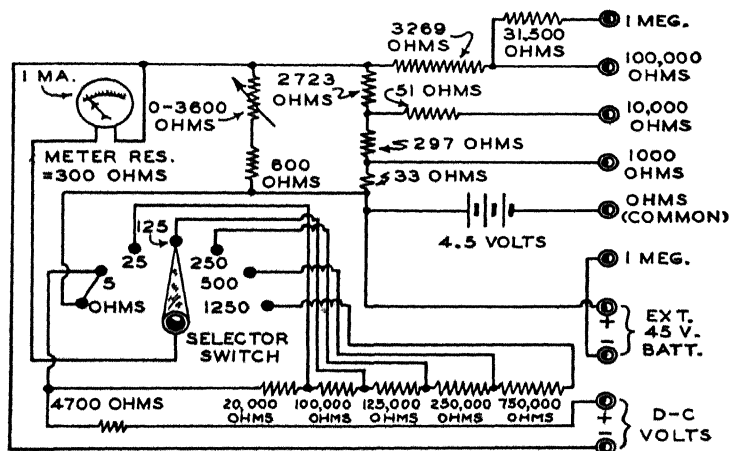 3269
OHMS
31,500
OHMS
1 MEG.
1 MA.
0-3600
OHMS
2723
OHMS
51 OHMS
100,000
OHMS
10,000
OHMS
METER RES.
=300 OHMS
600
OHMS
297 OHMS
33 OHMS
1000
OHMS
OHMS
(COMMON)
4.5 VOLTS
125
25
250
5
500
OHMS
1250
SELECTOR
SWITCH
1 MEG.
+
−
EXT.
45 V.
BATT.
4700 OHMS
20,000
OHMS
100,000
OHMS
125,000
OHMS
250,000
OHMS
750,000
OHMS
+
−
D-C
VOLTS